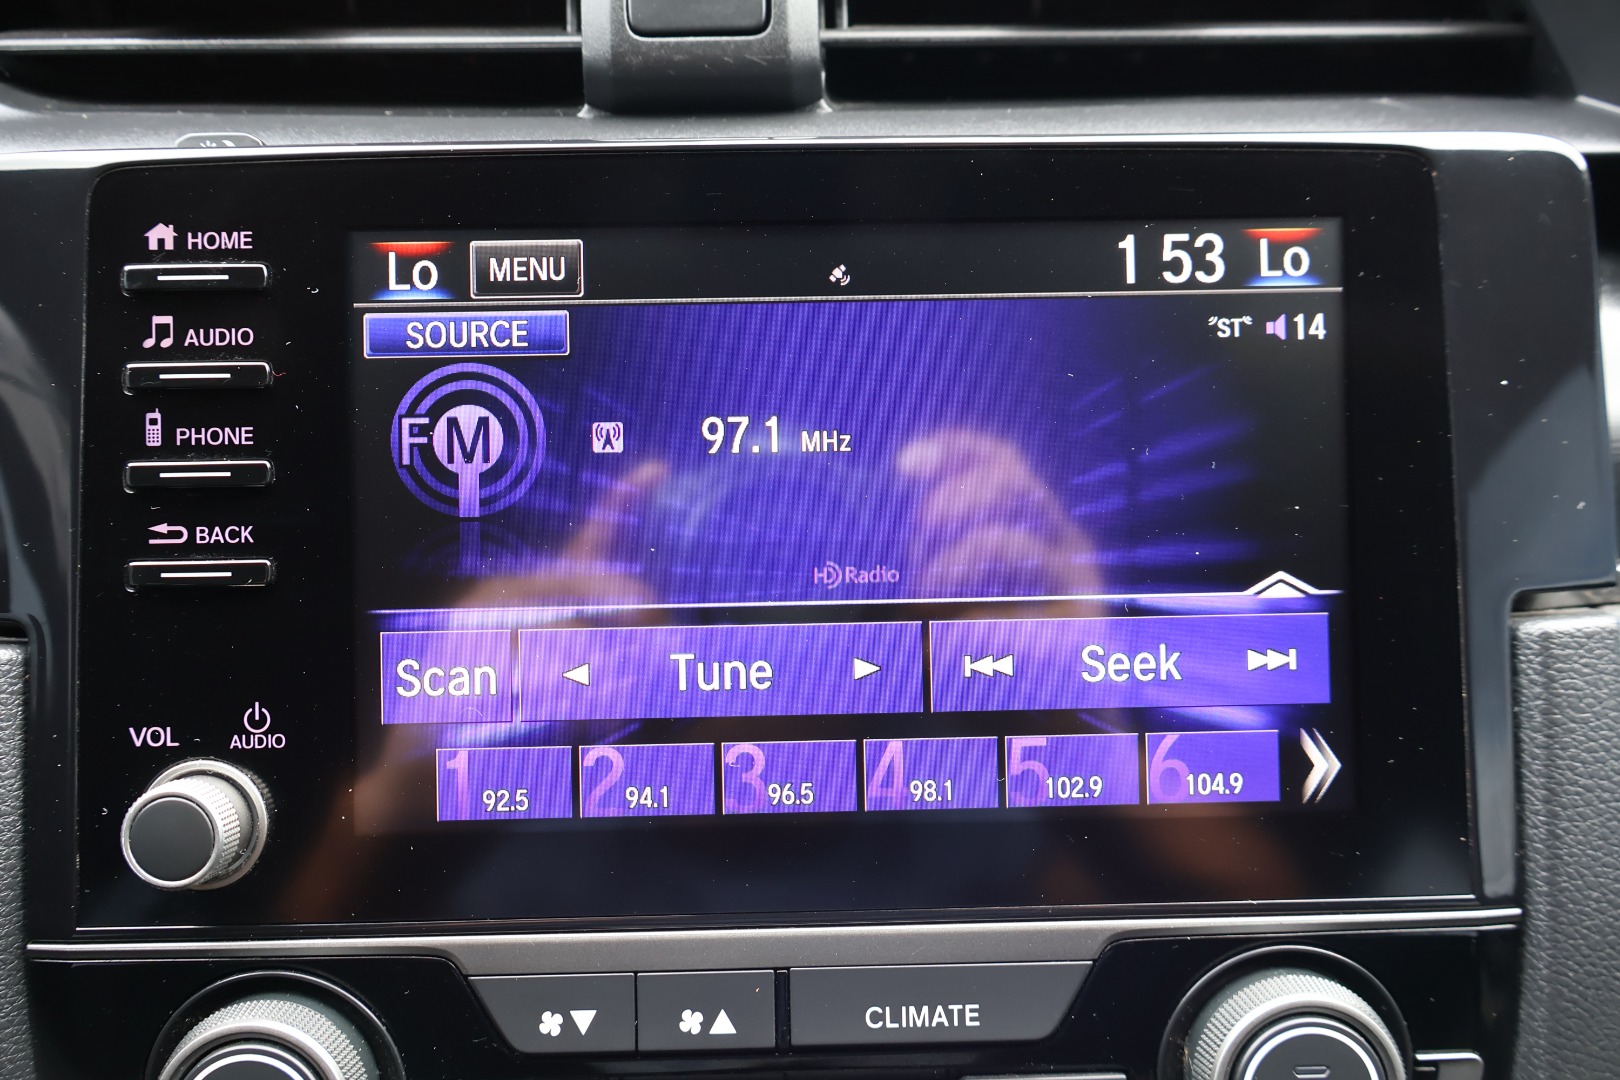 HOME
AUDIO
PHONE
BACK
VOL
AUDIO
Lo MENU 1 53 Lo
SOURCE
"ST" 14
FM 97.1 MHz
HD Radio
Scan Tune Seek
1 92.5 2 94.1 3 96.5 4 98.1 5 102.9 6 104.9
CLIMATE